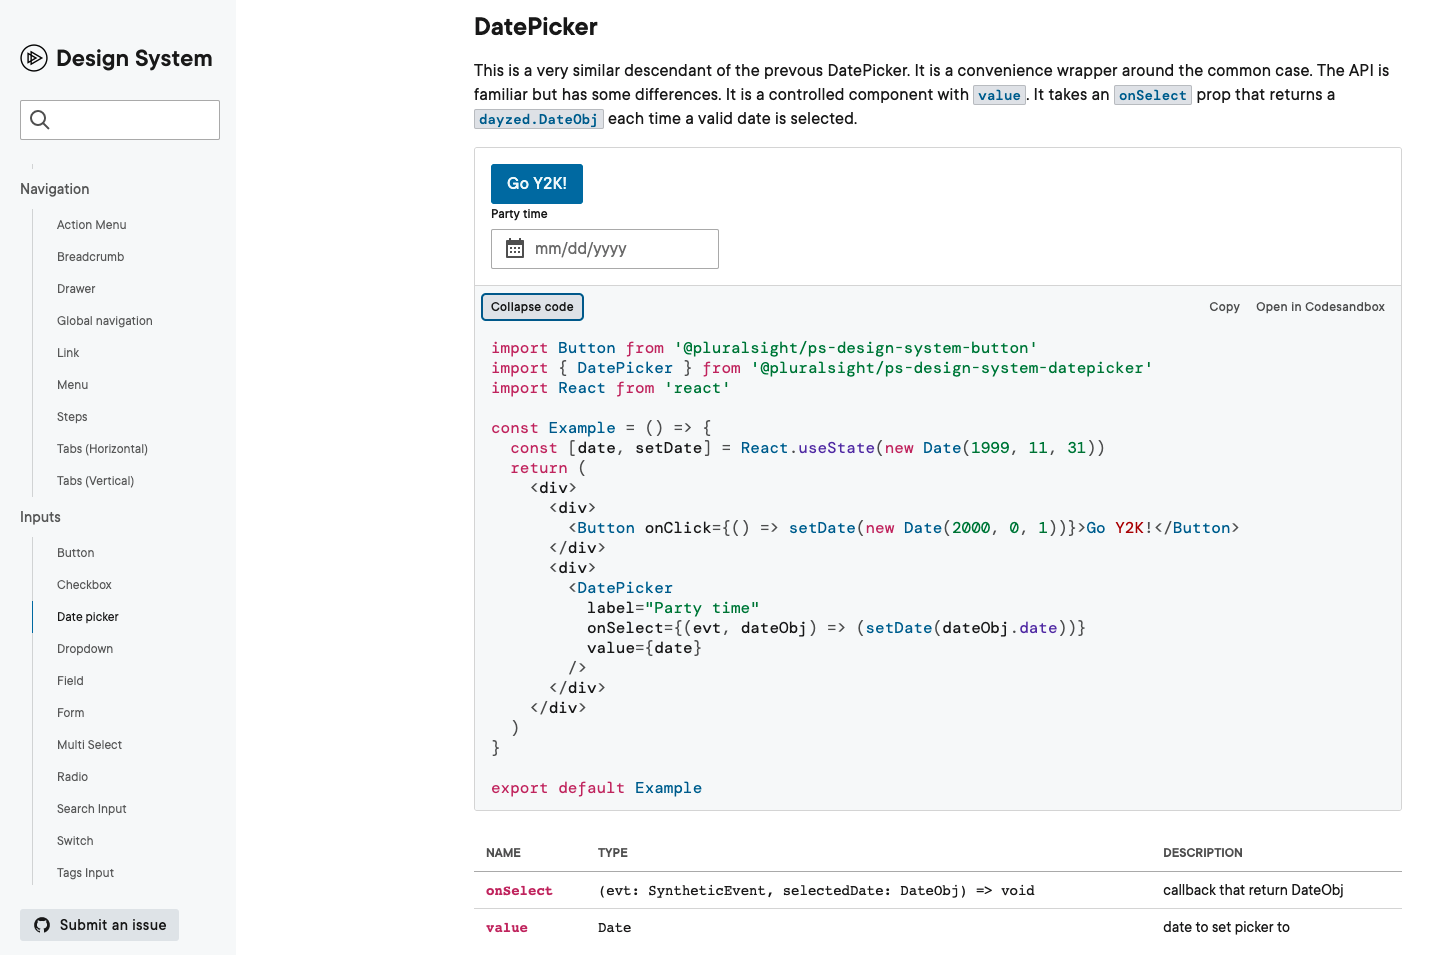 Design System
Navigation
Action Menu
Breadcrumb
Drawer
Global navigation
Link
Menu
Steps
Tabs (Horizontal)
Tabs (Vertical)
Inputs
Button
Checkbox
Date picker
Dropdown
Field
Form
Multi Select
Radio
Search Input
Switch
Tags Input
Submit an issue
DatePicker
This is a very similar descendant of the prevous DatePicker. It is a convenience wrapper around the common case. The API is
familiar but has some differences. It is a controlled component with value. It takes an onSelect prop that returns a
dayzed.DateObj each time a valid date is selected.
Go Y2K!
Party time
mm/dd/yyyy
Collapse code
Copy
Open in Codesandbox
import Button from '@pluralsight/ps-design-system-button'
import { DatePicker } from '@pluralsight/ps-design-system-datepicker'
import React from 'react'
const Example = () => {
  const [date, setDate] = React.useState(new Date(1999, 11, 31))
  return (
    <div>
      <div>
        <Button onClick={() => setDate(new Date(2000, 0, 1))}>Go Y2K!</Button>
      </div>
      <div>
        <DatePicker
          label="Party time"
          onSelect={(evt, dateObj) => (setDate(dateObj.date))}
          value={date}
        />
      </div>
    </div>
  )
}
export default Example
NAME TYPE DESCRIPTION
onSelect (evt: SyntheticEvent, selectedDate: DateObj) => void callback that return DateObj
value Date date to set picker to